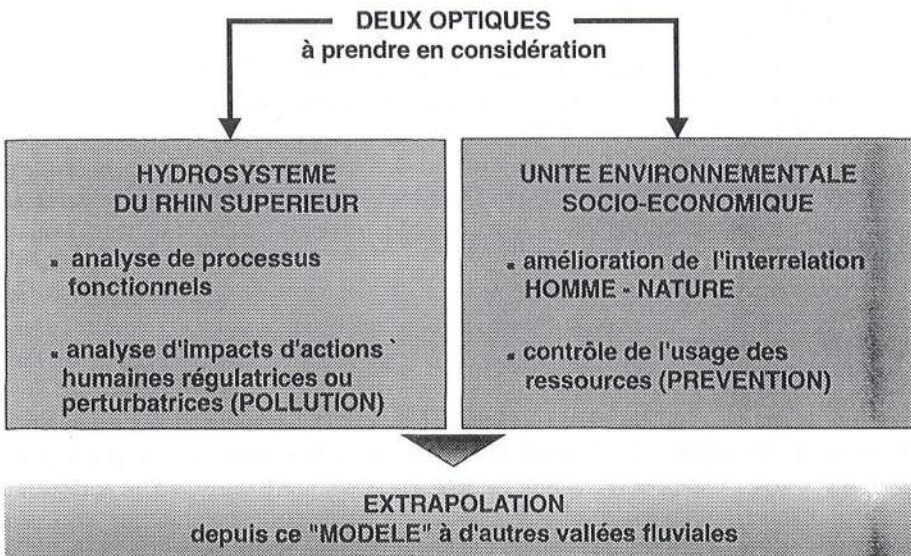 DEUX OPTIQUES
à prendre en considération
HYDROSYSTEME
DU RHIN SUPERIEUR
▪ analyse de processus
fonctionnels
▪ analyse d'impacts d'actions `
humaines régulatrices ou
perturbatrices (POLLUTION)
UNITE ENVIRONNEMENTALE
SOCIO-ECONOMIQUE
▪ amélioration de l'interrelation
HOMME - NATURE
▪ contrôle de l'usage des
ressources (PREVENTION)
EXTRAPOLATION
depuis ce "MODELE" à d'autres vallées fluviales